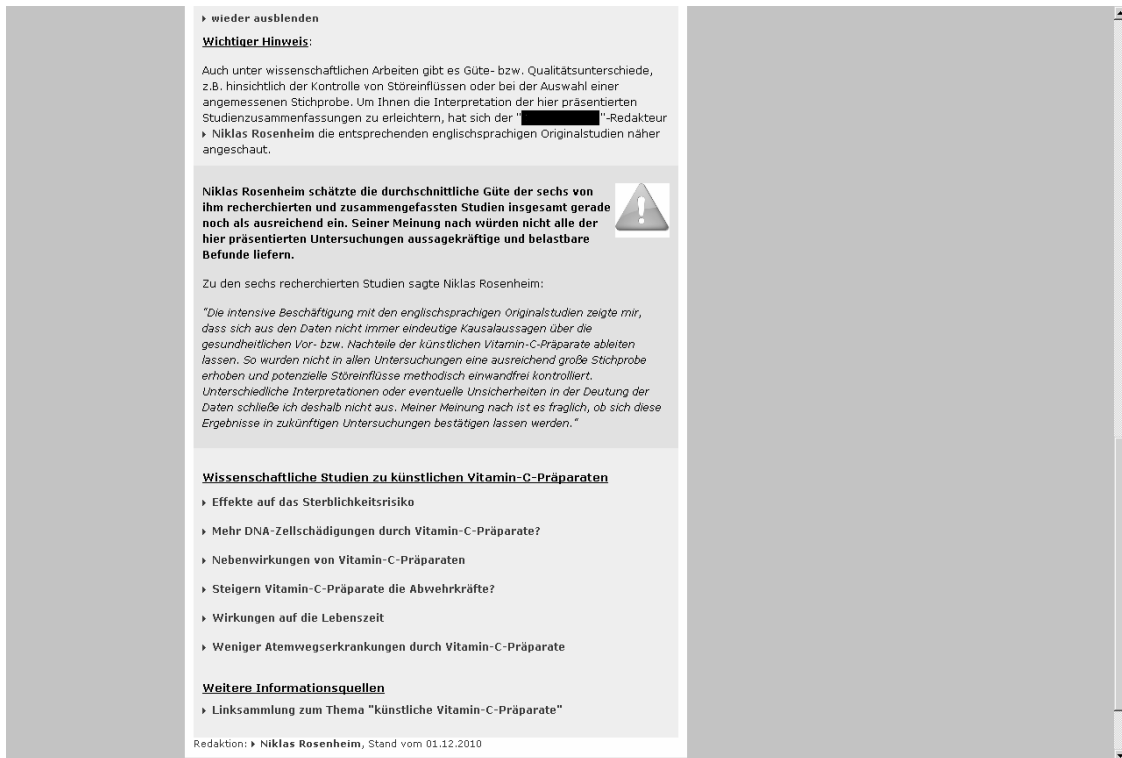 wieder ausblenden
Wichtiger Hinweis:
Auch unter wissenschaftlichen Arbeiten gibt es Güte- bzw. Qualitätsunterschiede,
z.B. hinsichtlich der Kontrolle von Störeinflüssen oder bei der Auswahl einer
angemessenen Stichprobe. Um Ihnen die Interpretation der hier präsentierten
Studienzusammenfassungen zu erleichtern, hat sich der " "-Redakteur
Niklas Rosenheim die entsprechenden englischsprachigen Originalstudien näher
angeschaut.
Niklas Rosenheim schätzte die durchschnittliche Güte der sechs von
ihm recherchierten und zusammengefassten Studien insgesamt gerade
noch als ausreichend ein. Seiner Meinung nach würden nicht alle der
hier präsentierten Untersuchungen aussagekräftige und belastbare
Befunde liefern.
Zu den sechs recherchierten Studien sagte Niklas Rosenheim:
"Die intensive Beschäftigung mit den englischsprachigen Originalstudien zeigte mir,
dass sich aus den Daten nicht immer eindeutige Kausalaussagen über die
gesundheitlichen Vor- bzw. Nachteile der künstlichen Vitamin-C-Präparate ableiten
lassen. So wurden nicht in allen Untersuchungen eine ausreichend große Stichprobe
erhoben und potenzielle Störeinflüsse methodisch einwandfrei kontrolliert.
Unterschiedliche Interpretationen oder eventuelle Unsicherheiten in der Deutung der
Daten schließe ich deshalb nicht aus. Meiner Meinung nach ist es fraglich, ob sich diese
Ergebnisse in zukünftigen Untersuchungen bestätigen lassen werden."
Wissenschaftliche Studien zu künstlichen Vitamin-C-Präparaten
Effekte auf das Sterblichkeitsrisiko
Mehr DNA-Zellschädigungen durch Vitamin-C-Präparate?
Nebenwirkungen von Vitamin-C-Präparaten
Steigern Vitamin-C-Präparate die Abwehrkräfte?
Wirkungen auf die Lebenszeit
Weniger Atemwegserkrankungen durch Vitamin-C-Präparate
Weitere Informationsquellen
Linksammlung zum Thema "künstliche Vitamin-C-Präparate"
Redaktion: Niklas Rosenheim, Stand vom 01.12.2010